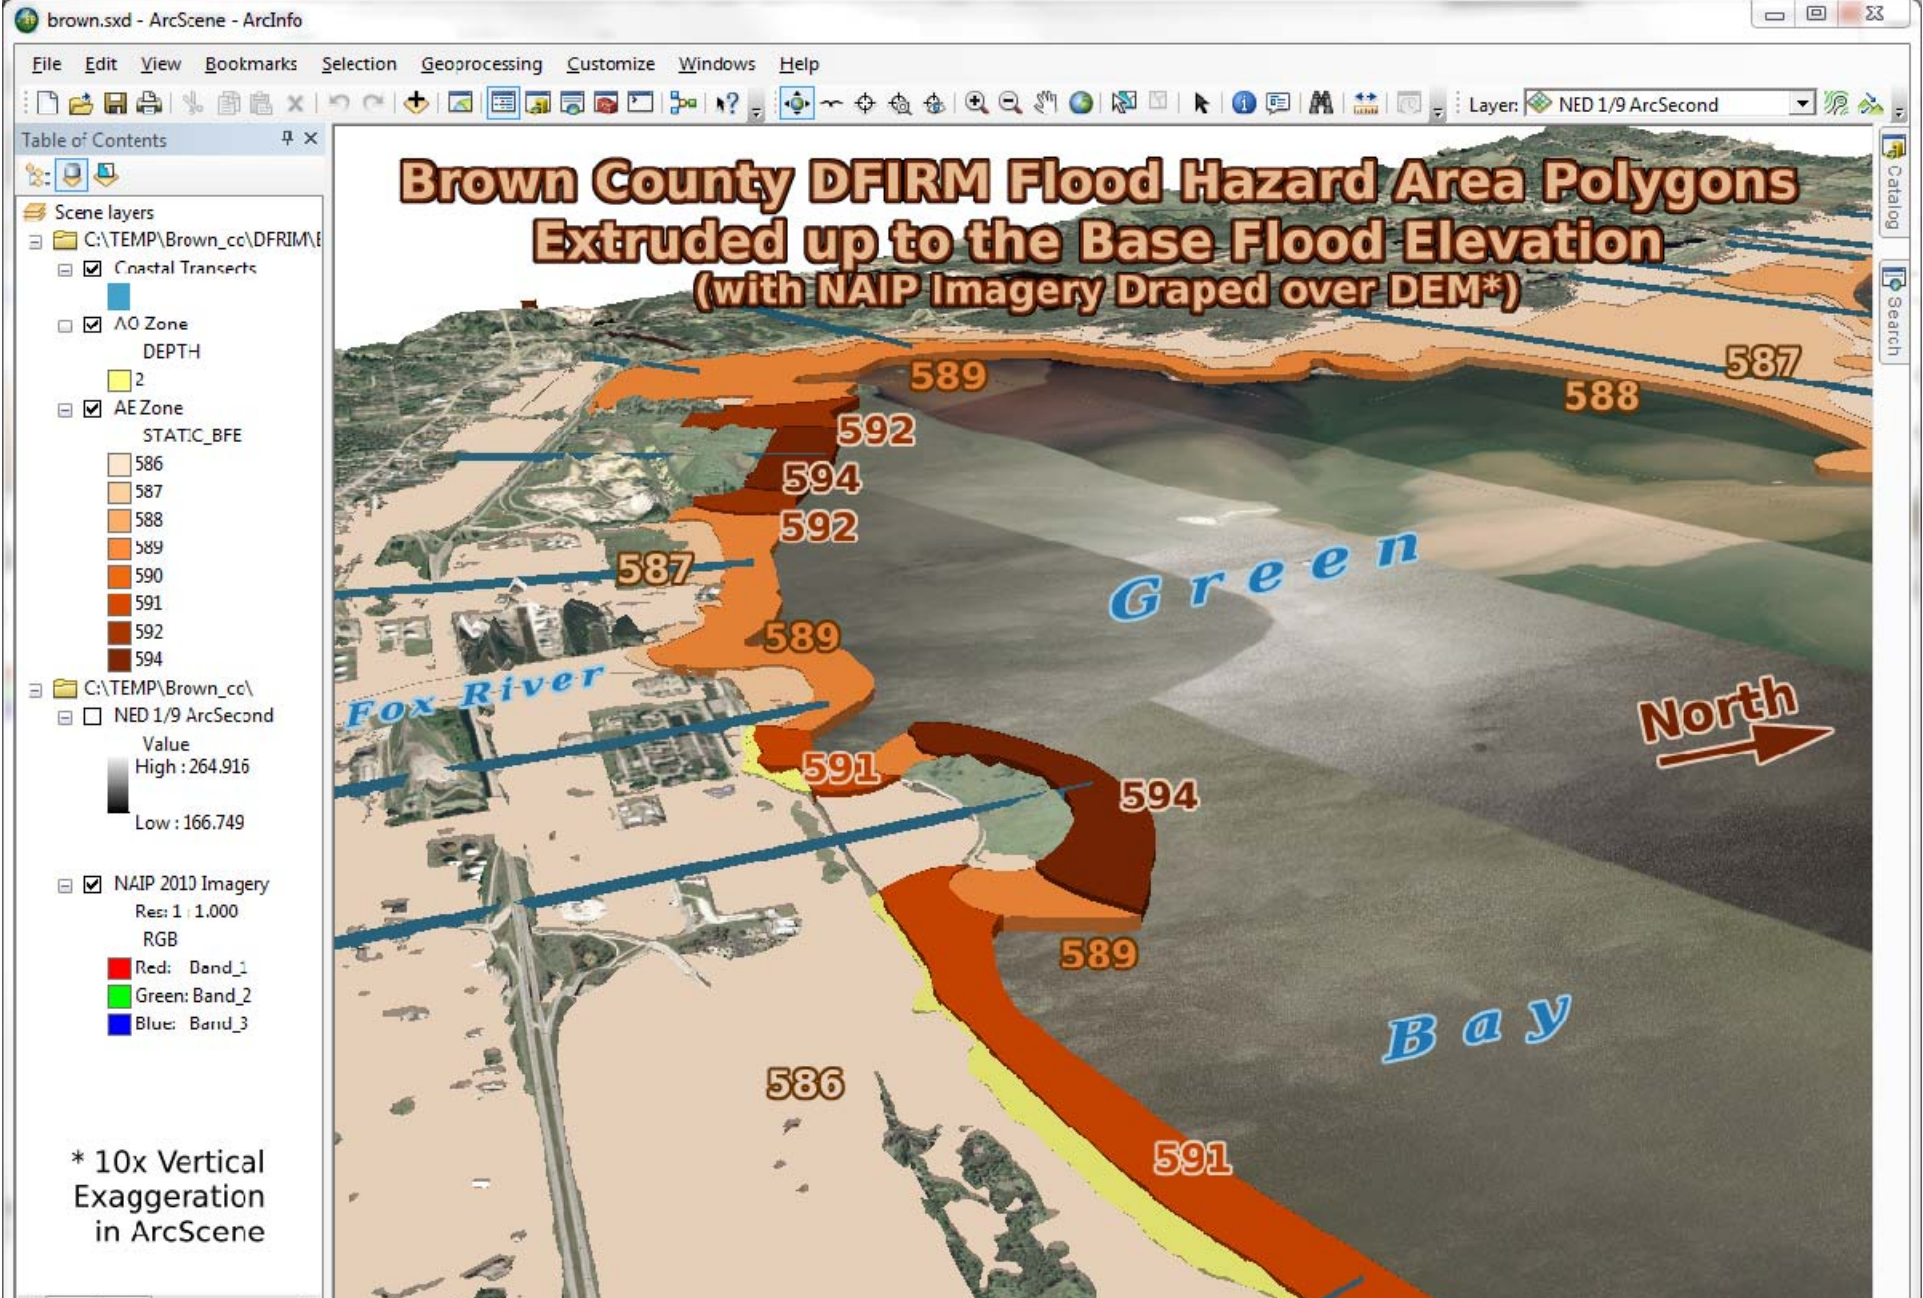 brown.sxd - ArcScene - ArcInfo
File Edit View Bookmarks Selection Geoprocessing Customize Windows Help
Layer: NED 1/9 ArcSecond
Table of Contents
Scene layers
C:\TEMP\Brown_cc\DFRIM\E
Coastal Transects
AO Zone
DEPTH
2
AE Zone
STATIC_BFE
586
587
588
589
590
591
592
594
C:\TEMP\Brown_cc\
NED 1/9 ArcSecond
Value
High : 264.916
Low : 166.749
NAIP 2010 Imagery
Res: 1 : 1.000
RGB
Red: Band_1
Green: Band_2
Blue: Band_3
* 10x Vertical
Exaggeration
in ArcScene
Brown County DFIRM Flood Hazard Area Polygons
Extruded up to the Base Flood Elevation
(with NAIP Imagery Draped over DEM*)
589
587
588
592
594
592
Green
587
589
Fox River
North
591
594
589
Bay
586
591
Catalog
Search